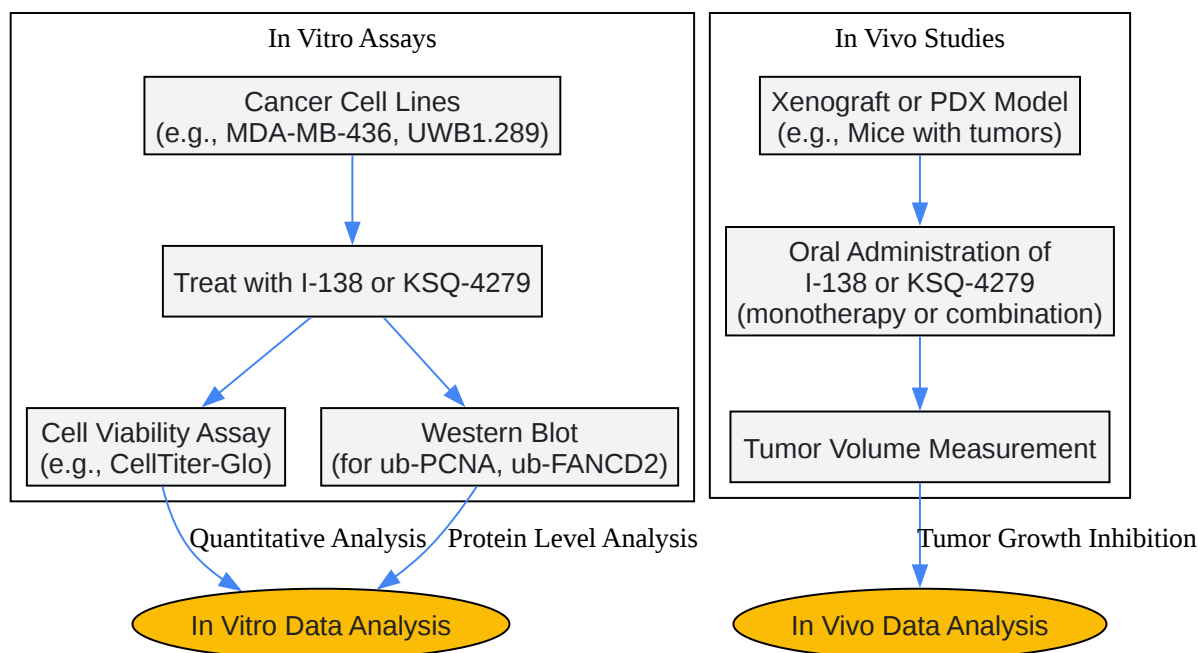 In Vitro Assays
Cancer Cell Lines
(e.g., MDA-MB-436, UWB1.289)
Treat with I-138 or KSQ-4279
Cell Viability Assay
(e.g., CellTiter-Glo)
Western Blot
(for ub-PCNA, ub-FANCD2)
Quantitative Analysis
Protein Level Analysis
In Vitro Data Analysis
In Vivo Studies
Xenograft or PDX Model
(e.g., Mice with tumors)
Oral Administration of
I-138 or KSQ-4279
(monotherapy or combination)
Tumor Volume Measurement
Tumor Growth Inhibition
In Vivo Data Analysis